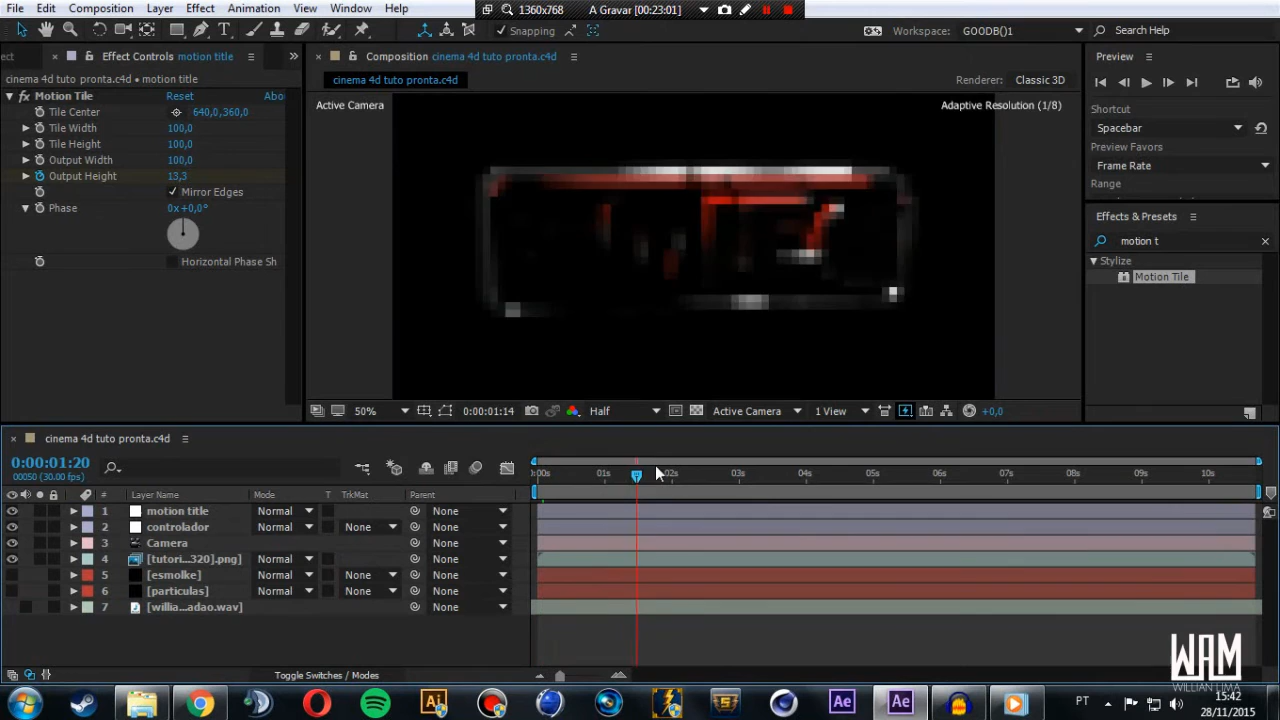 File Edit Composition Layer Effect Animation View Window Help
1360x768 A Gravar [00:23:01]
Snapping Workspace: GOODB()1 Search Help
ect Effect Controls motion title
cinema 4d tuto pronta.c4d • motion title
fx Motion Tile Reset Abo
Tile Center 640,0,360,0
Tile Width 100,0
Tile Height 100,0
Output Width 100,0
Output Height 13,3
Mirror Edges
Phase 0x+0,0°
Horizontal Phase Sh
Composition cinema 4d tuto pronta.c4d
cinema 4d tuto pronta.c4d Renderer: Classic 3D
Active Camera Adaptive Resolution (1/8)
50% 0:00:01:14 Half Active Camera 1 View +0,0
Preview
Shortcut
Spacebar
Preview Favors
Frame Rate
Range
Effects & Presets
motion t
Stylize
Motion Tile
cinema 4d tuto pronta.c4d
0:00:01:20
00050 (30.00 fps)
:00s 01s 02s 03s 04s 05s 06s 07s 08s 09s 10s
# Layer Name Mode T TrkMat Parent
1 motion title Normal None
2 controlador Normal None None
3 Camera None
4 [tutori...320].png] Normal None None
5 [esmolke] Normal None None
6 [particulas] Normal None None
7 [willia...adao.wav] None
Toggle Switches / Modes
WAM
WILLIAN LIMA
Ai Ae Ae PT 15:42
28/11/2015